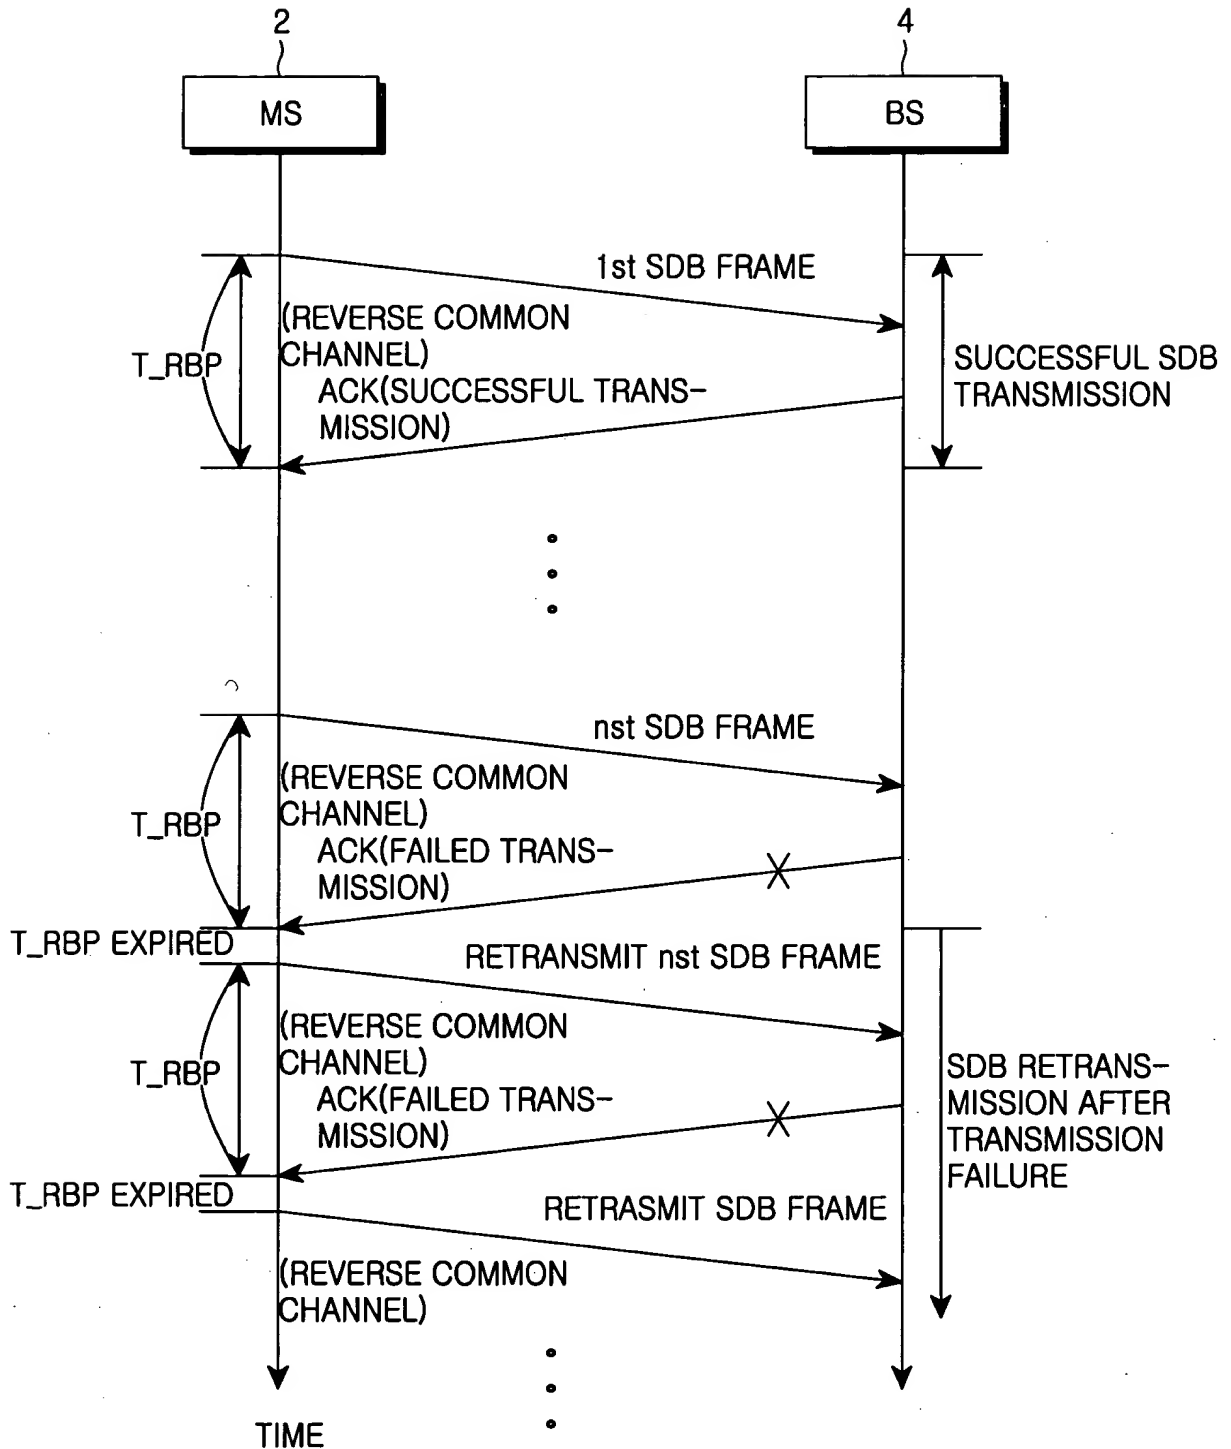 2
4
MS
BS
1st SDB FRAME
(REVERSE COMMON
CHANNEL)
T_RBP
ACK(SUCCESSFUL TRANS-
MISSION)
SUCCESSFUL SDB
TRANSMISSION
nst SDB FRAME
(REVERSE COMMON
CHANNEL)
T_RBP
ACK(FAILED TRANS-
MISSION)
T_RBP EXPIRED
RETRANSMIT nst SDB FRAME
(REVERSE COMMON
CHANNEL)
T_RBP
ACK(FAILED TRANS-
MISSION)
SDB RETRANS-
MISSION AFTER
TRANSMISSION
FAILURE
T_RBP EXPIRED
RETRASMIT SDB FRAME
(REVERSE COMMON
CHANNEL)
TIME